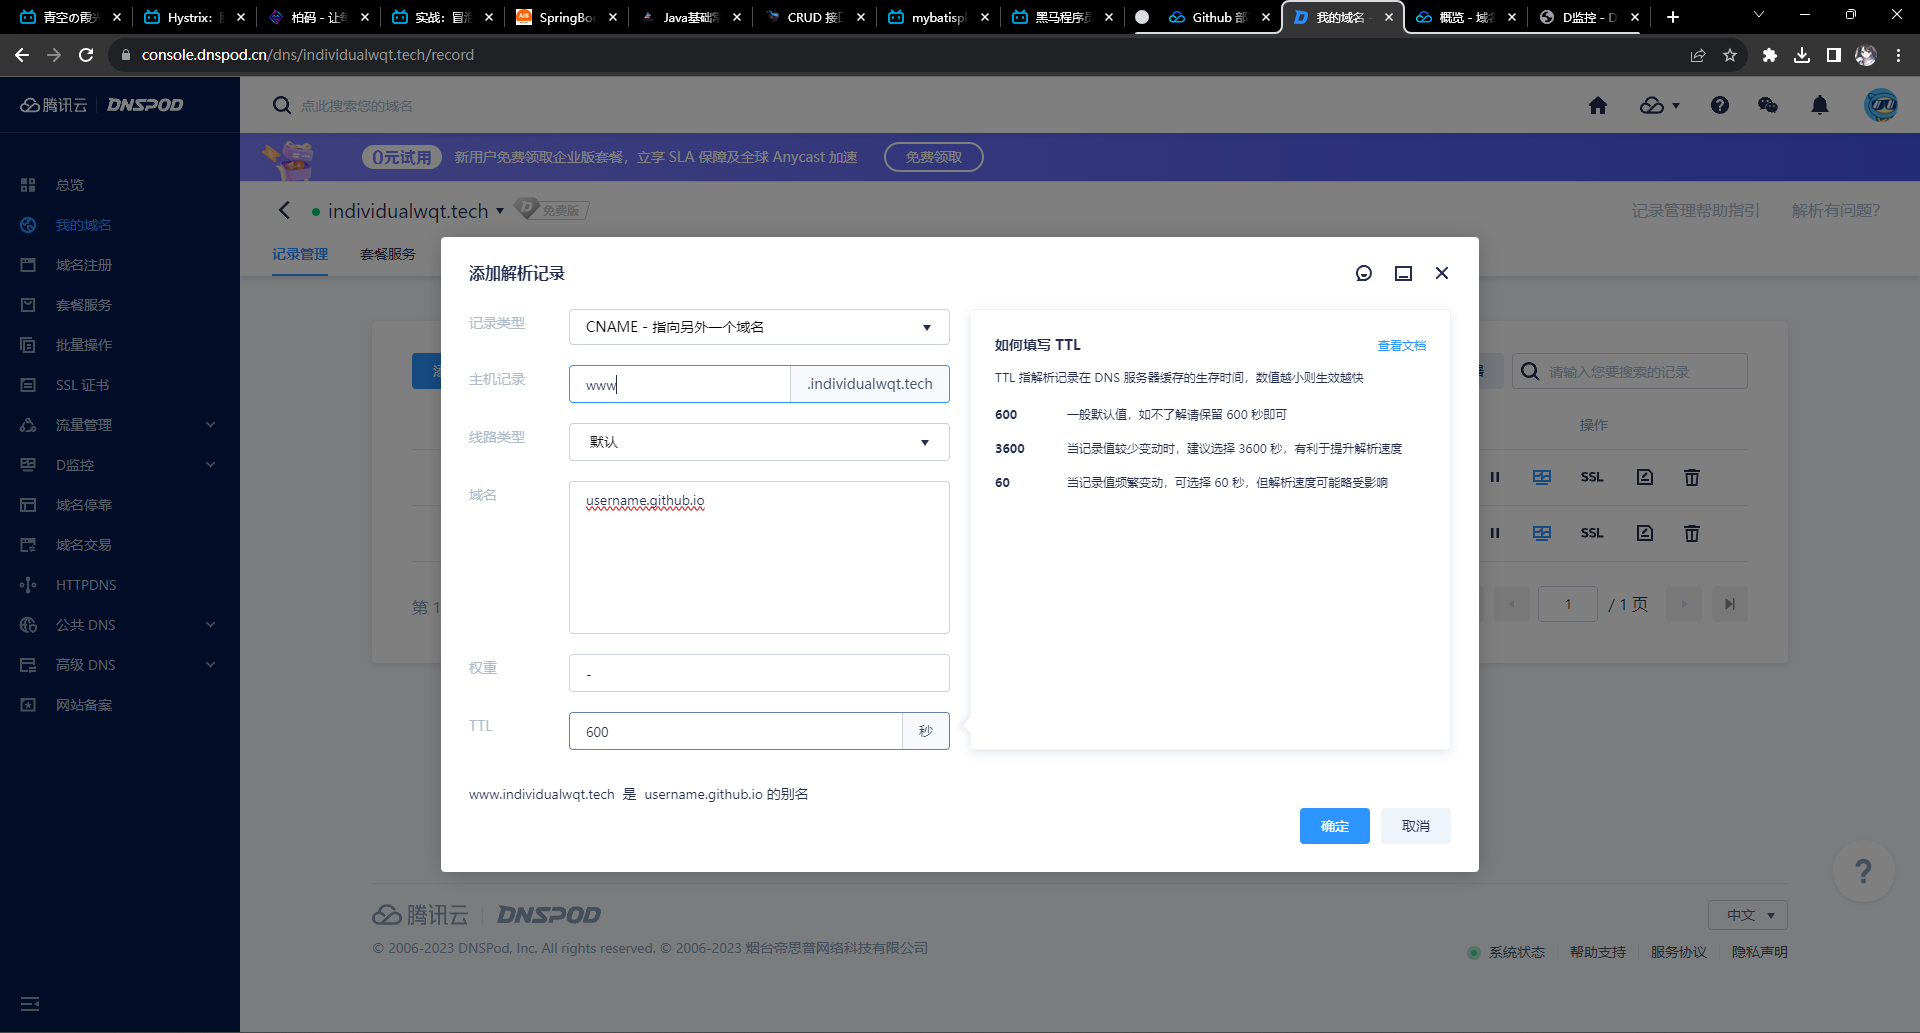 青空の霞光
Hystrix：
柏码 - 让每
实战：冒泡
SpringBoo
Java基础常
CRUD 接口
mybatispl
黑马程序员
Github 部
我的域名
概览 - 域名
D监控 - D
console.dnspod.cn/dns/individualwqt.tech/record
腾讯云
DNSPOD
点此搜索您的域名
0元试用
新用户免费领取企业版套餐，立享 SLA 保障及全球 Anycast 加速
免费领取
总览
我的域名
域名注册
套餐服务
批量操作
SSL 证书
流量管理
D监控
域名停靠
域名交易
HTTPDNS
公共 DNS
高级 DNS
网站备案
individualwqt.tech
免费版
记录管理帮助指引
解析有问题?
记录管理
套餐服务
添加解析记录
记录类型
CNAME - 指向另外一个域名
主机记录
www
.individualwqt.tech
线路类型
默认
域名
username.github.io
权重
-
TTL
600
秒
如何填写 TTL
查看文档
TTL 指解析记录在 DNS 服务器缓存的生存时间，数值越小则生效越快
600 一般默认值，如不了解请保留 600 秒即可
3600 当记录值较少变动时，建议选择 3600 秒，有利于提升解析速度
60 当记录值频繁变动，可选择 60 秒，但解析速度可能略受影响
www.individualwqt.tech 是 username.github.io 的别名
确定
取消
请输入您要搜索的记录
操作
SSL
SSL
第 1
1
/ 1 页
腾讯云
DNSPOD
© 2006-2023 DNSPod, Inc. All rights reserved. © 2006-2023 烟台帝思普网络科技有限公司
中文
系统状态
帮助支持
服务协议
隐私声明